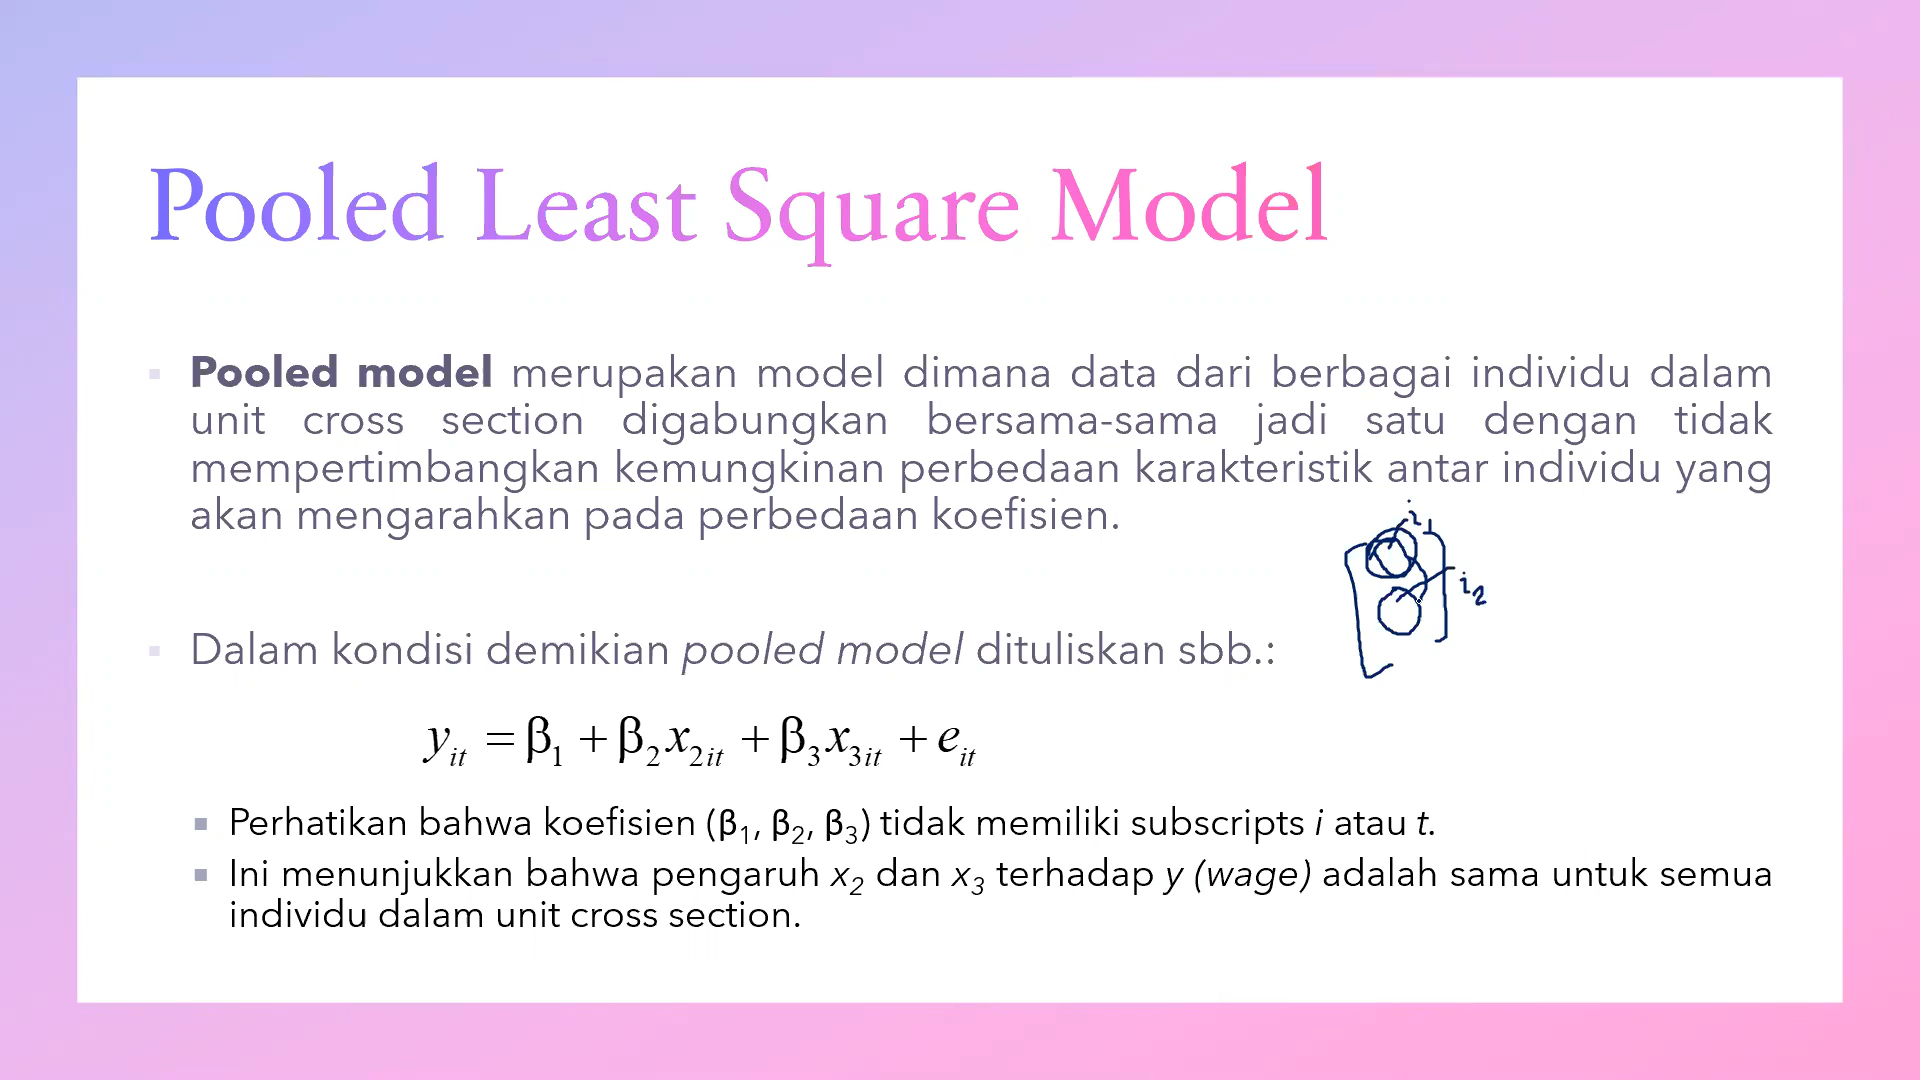 Pooled Least Square Model
▪ Pooled model merupakan model dimana data dari berbagai individu dalam
unit cross section digabungkan bersama-sama jadi satu dengan tidak
mempertimbangkan kemungkinan perbedaan karakteristik antar individu yang
akan mengarahkan pada perbedaan koefisien.
i₁
i₂
▪ Dalam kondisi demikian pooled model dituliskan sbb.:
yᵢₜ = β₁ + β₂x₂ᵢₜ + β₃x₃ᵢₜ + eᵢₜ
▪ Perhatikan bahwa koefisien (β₁, β₂, β₃) tidak memiliki subscripts i atau t.
▪ Ini menunjukkan bahwa pengaruh x₂ dan x₃ terhadap y (wage) adalah sama untuk semua
individu dalam unit cross section.